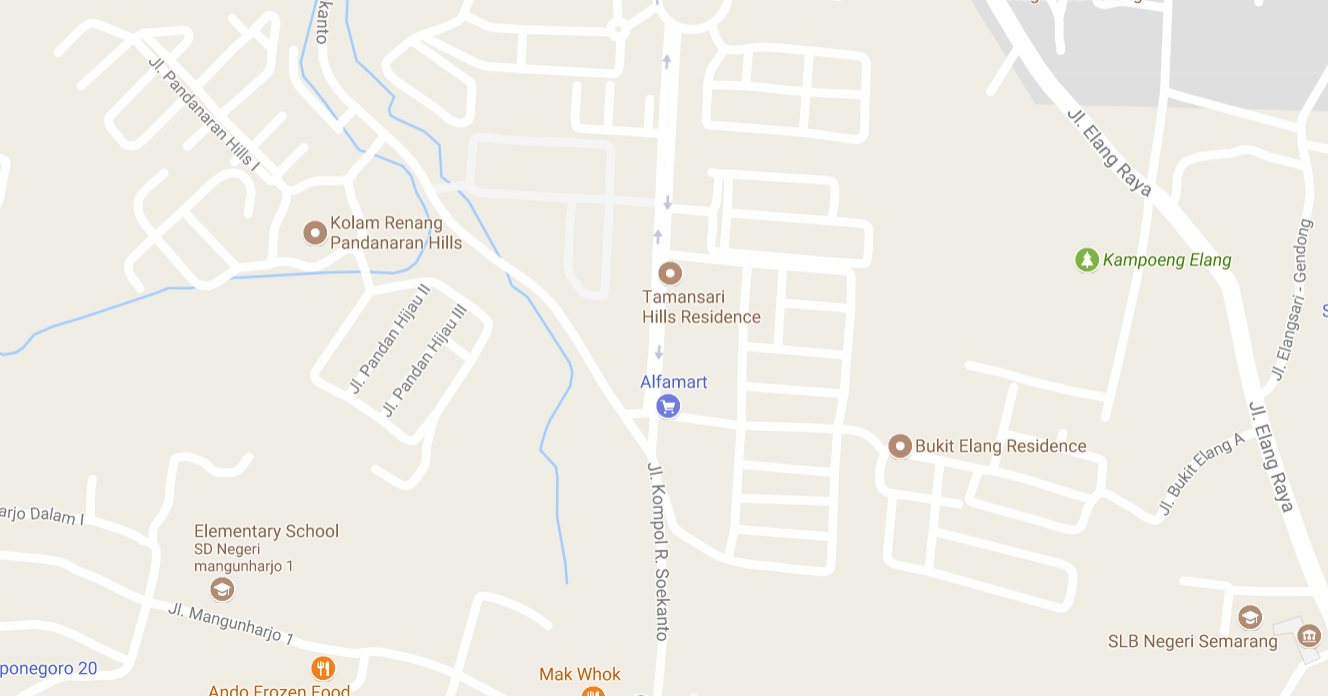 kanto
Jl. Pandanaran Hills I
Jl. Elang Raya
Kolam Renang
Pandanaran Hills
Kampoeng Elang
Jl. Elangsari - Gendong
Tamansari
Hills Residence
Jl. Pandan Hijau II
Jl. Pandan Hijau III
Alfamart
Bukit Elang Residence
Jl. Bukit Elang A
Jl. Elang Raya
Jl. Kompol R. Soekanto
arjo Dalam I
Elementary School
SD Negeri
mangunharjo 1
Jl. Mangunharjo 1
SLB Negeri Semarang
ponegoro 20
Mak Whok
Ando Frozen Food